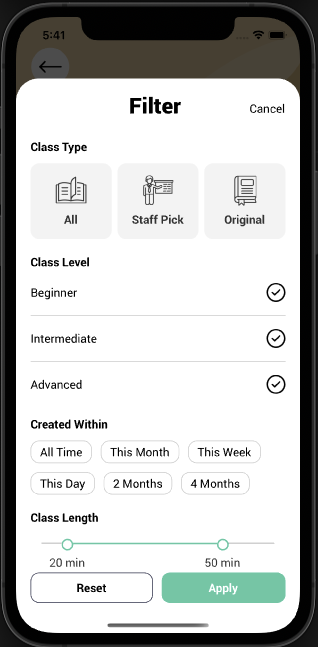 5:41
Filter
Cancel
Class Type
All
Staff Pick
Original
Class Level
Beginner
Intermediate
Advanced
Created Within
All Time
This Month
This Week
This Day
2 Months
4 Months
Class Length
20 min
50 min
Reset
Apply